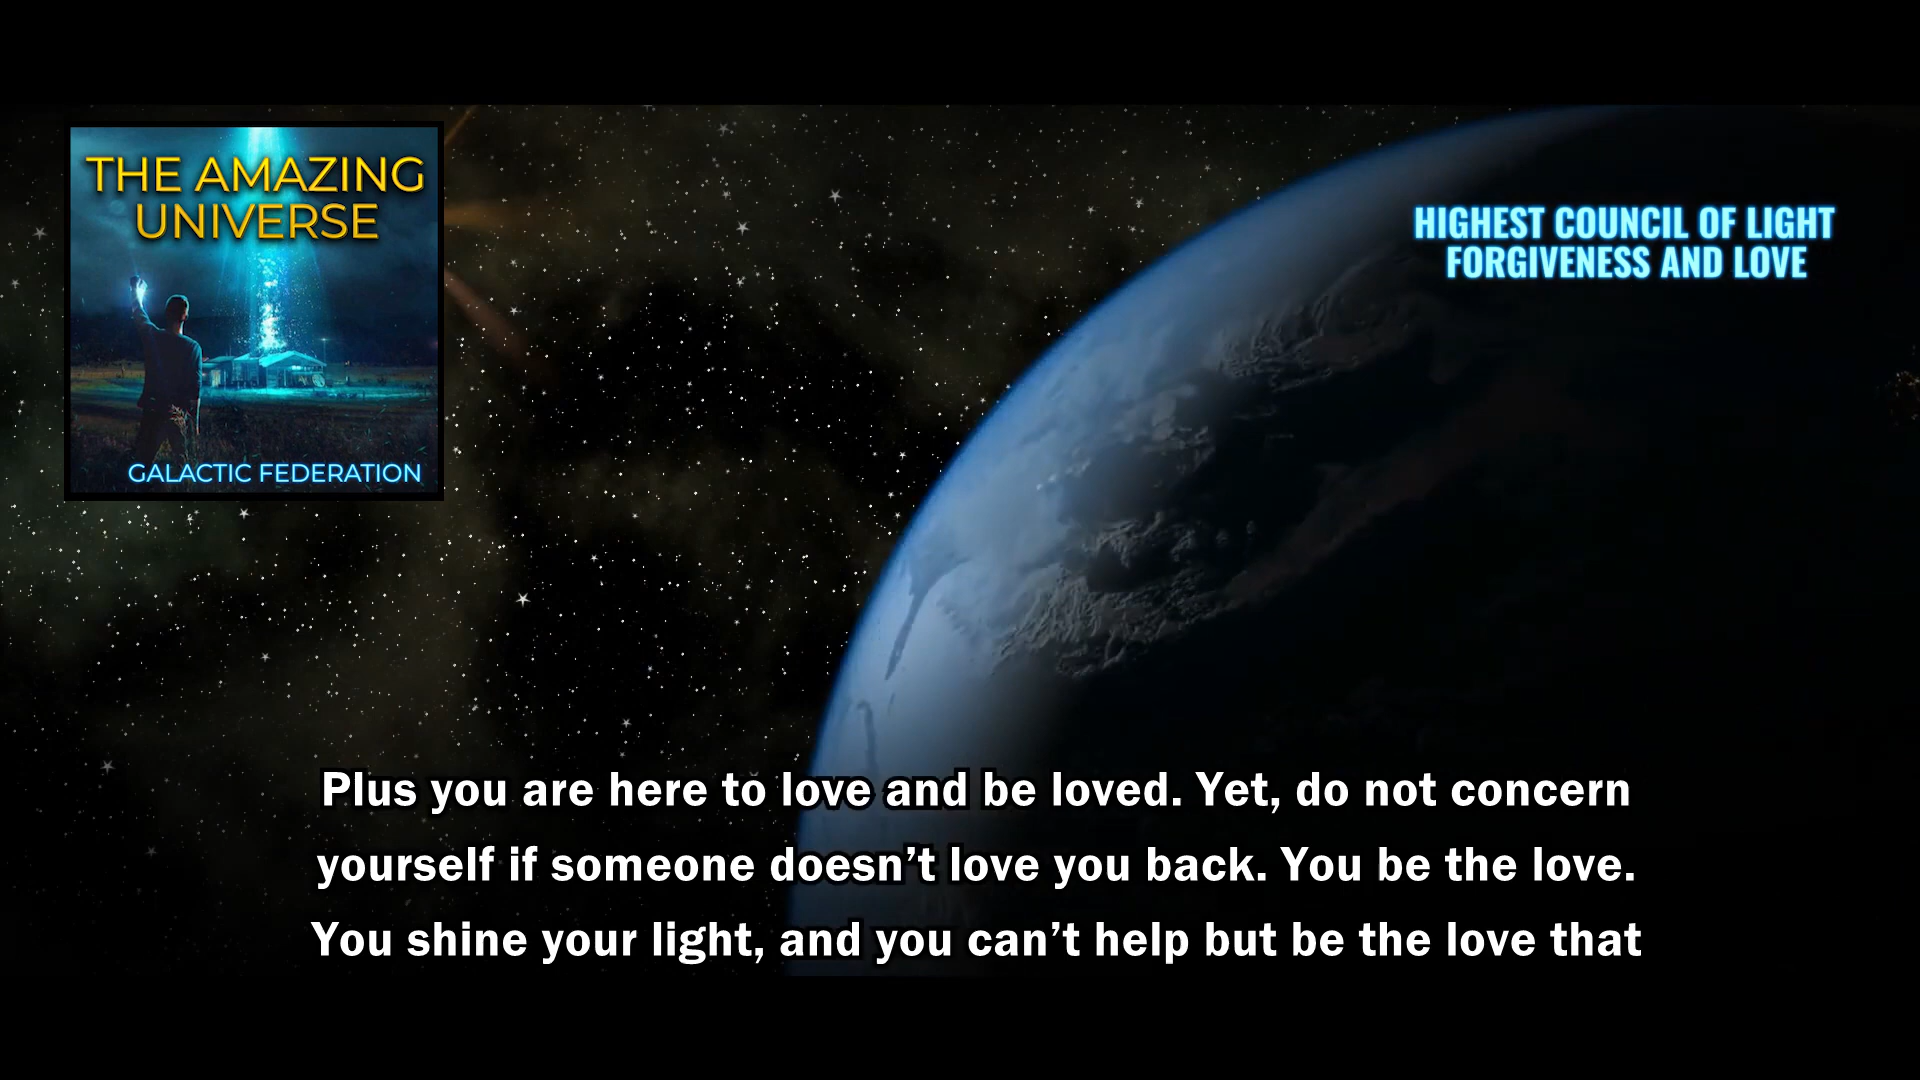 THE AMAZING
UNIVERSE
GALACTIC FEDERATION
HIGHEST COUNCIL OF LIGHT
FORGIVENESS AND LOVE
Plus you are here to love and be loved. Yet, do not concern
yourself if someone doesn’t love you back. You be the love.
You shine your light, and you can’t help but be the love that